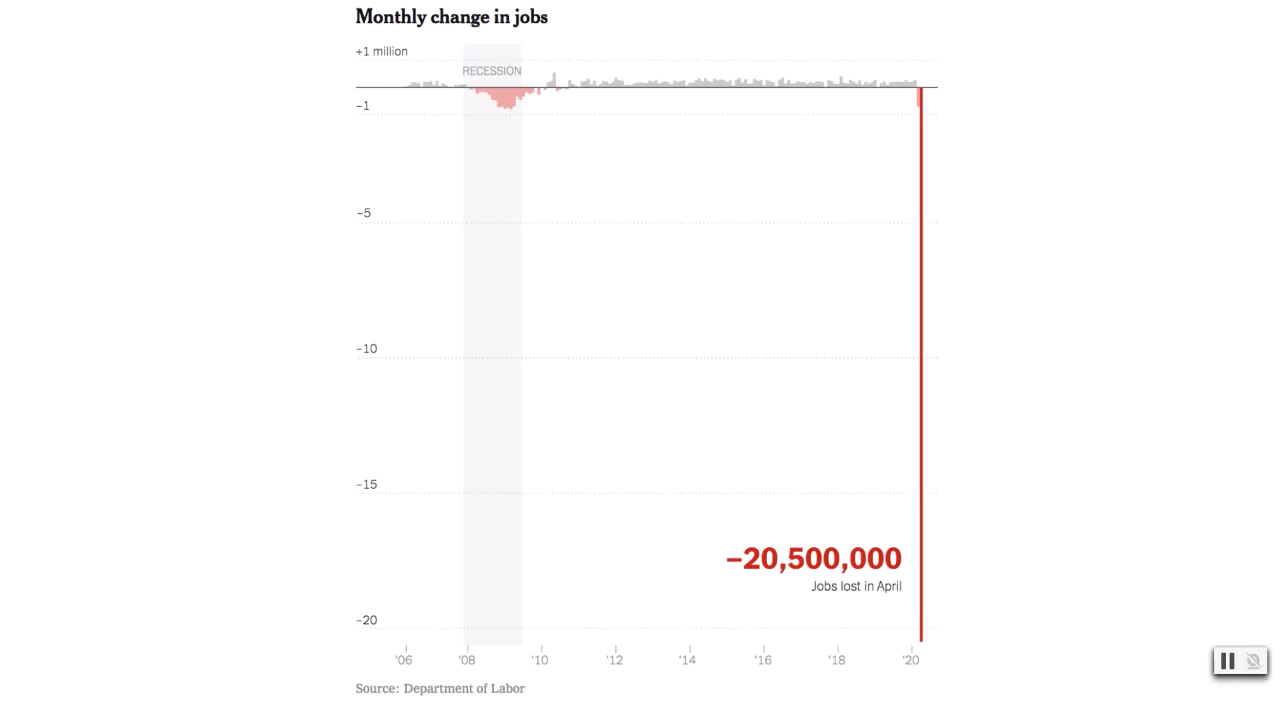 Monthly change in jobs
+1 million
RECESSION
–1
–5
–10
–15
–20,500,000
Jobs lost in April
–20
'06 '08 '10 '12 '14 '16 '18 '20
Source: Department of Labor